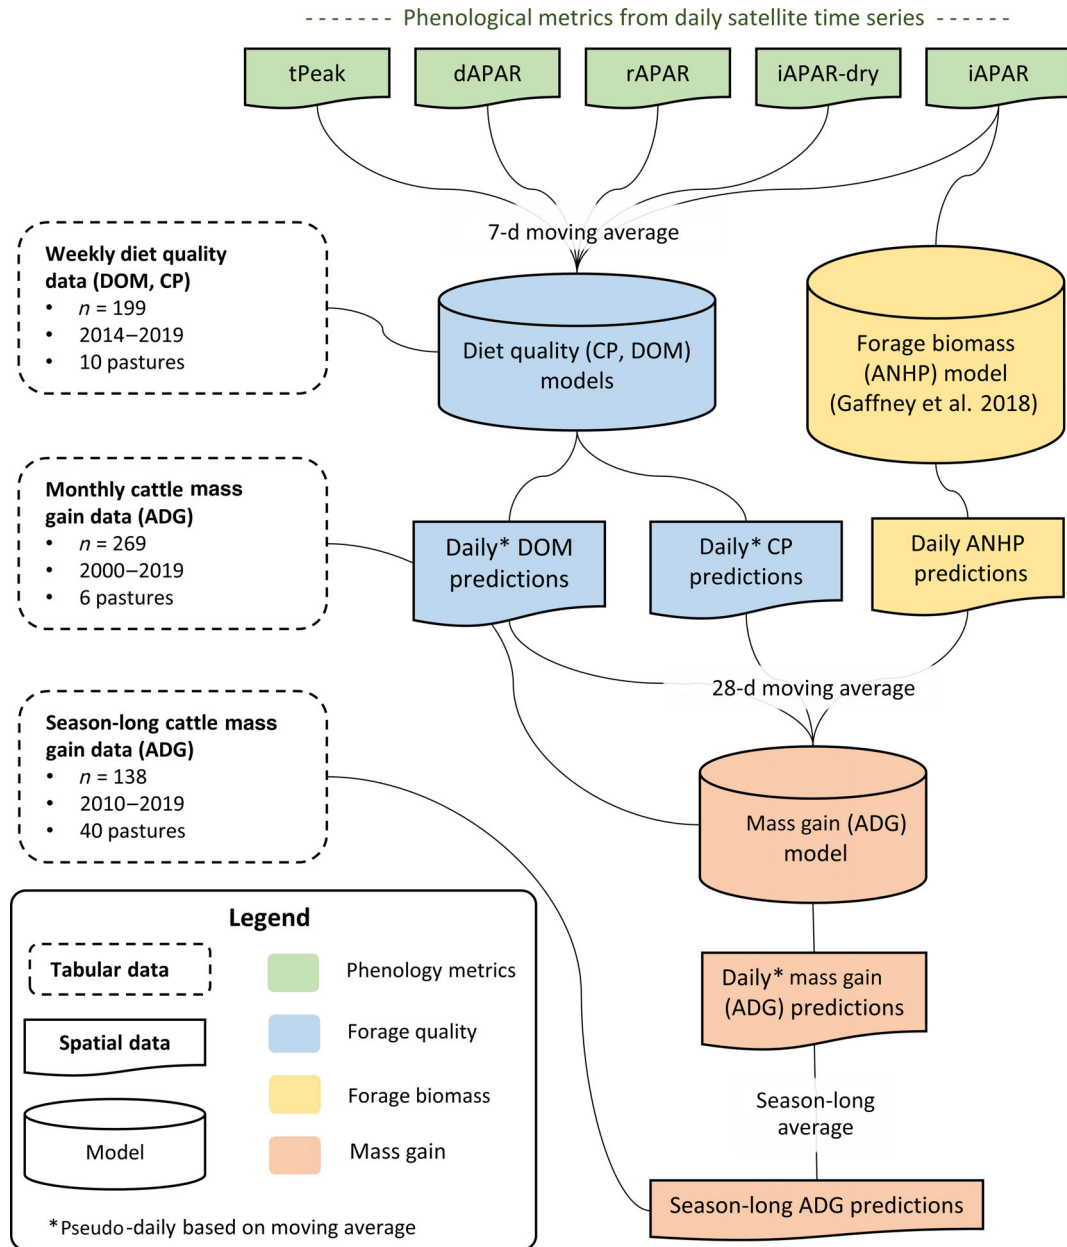 - - - - - - - Phenological metrics from daily satellite time series - - - - - - -
tPeak
dAPAR
rAPAR
iAPAR-dry
iAPAR
7-d moving average
Weekly diet quality
data (DOM, CP)
• n = 199
• 2014–2019
• 10 pastures
Diet quality (CP, DOM)
models
Forage biomass
(ANHP) model
(Gaffney et al. 2018)
Monthly cattle mass
gain data (ADG)
• n = 269
• 2000–2019
• 6 pastures
Daily* DOM
predictions
Daily* CP
predictions
Daily ANHP
predictions
28-d moving average
Season-long cattle mass
gain data (ADG)
• n = 138
• 2010–2019
• 40 pastures
Mass gain (ADG)
model
Daily* mass gain
(ADG) predictions
Season-long
average
Season-long ADG predictions
Legend
Tabular data
Spatial data
Model
Phenology metrics
Forage quality
Forage biomass
Mass gain
*Pseudo-daily based on moving average